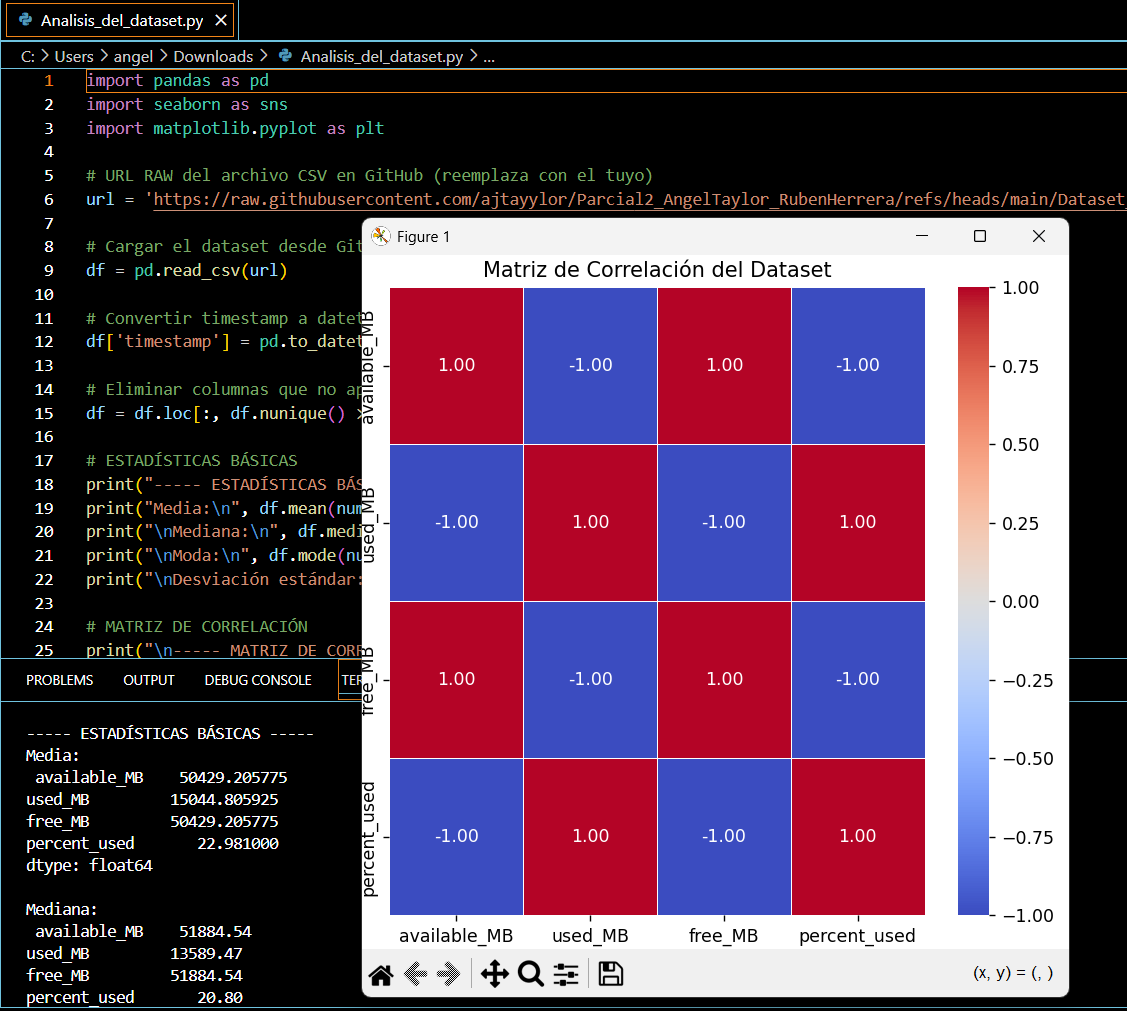 Analisis_del_dataset.py
C: > Users > angel > Downloads > Analisis_del_dataset.py > ...
1 import pandas as pd
2 import seaborn as sns
3 import matplotlib.pyplot as plt
4
5 # URL RAW del archivo CSV en GitHub (reemplaza con el tuyo)
6 url = 'https://raw.githubusercontent.com/ajtayylor/Parcial2_AngelTaylor_RubenHerrera/refs/heads/main/Dataset_
7
8 # Cargar el dataset desde Git
9 df = pd.read_csv(url)
10
11 # Convertir timestamp a datet
12 df['timestamp'] = pd.to_datet
13
14 # Eliminar columnas que no ap
15 df = df.loc[:, df.nunique() >
16
17 # ESTADÍSTICAS BÁSICAS
18 print("----- ESTADÍSTICAS BÁS
19 print("Media:\n", df.mean(num
20 print("\nMediana:\n", df.medi
21 print("\nModa:\n", df.mode(nu
22 print("\nDesviación estándar:
23
24 # MATRIZ DE CORRELACIÓN
25 print("\n----- MATRIZ DE CORR
PROBLEMS OUTPUT DEBUG CONSOLE TER
----- ESTADÍSTICAS BÁSICAS -----
Media:
available_MB 50429.205775
used_MB 15044.805925
free_MB 50429.205775
percent_used 22.981000
dtype: float64
Mediana:
available_MB 51884.54
used_MB 13589.47
free_MB 51884.54
percent_used 20.80
Figure 1
Matriz de Correlación del Dataset
available_MB
1.00 -1.00 1.00 -1.00
used_MB
-1.00 1.00 -1.00 1.00
free_MB
1.00 -1.00 1.00 -1.00
percent_used
-1.00 1.00 -1.00 1.00
available_MB used_MB free_MB percent_used
1.00
0.75
0.50
0.25
0.00
−0.25
−0.50
−0.75
−1.00
(x, y) = (, )